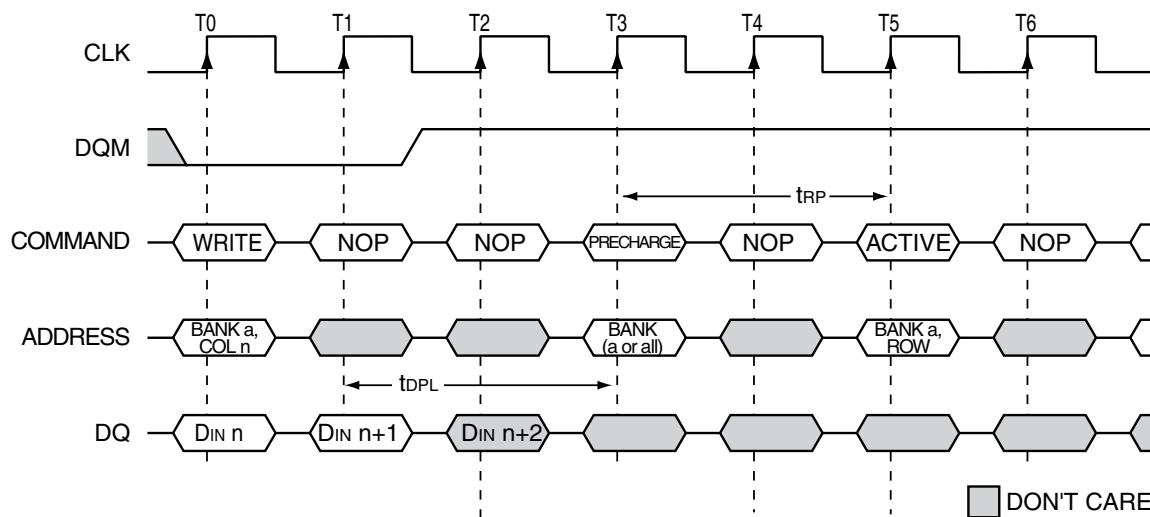 T0 T1 T2 T3 T4 T5 T6
CLK
DQM
tRP
COMMAND WRITE NOP NOP PRECHARGE NOP ACTIVE NOP
ADDRESS BANK a, COL n BANK (a or all) BANK a, ROW
tDPL
DQ DIN n DIN n+1 DIN n+2
DON'T CARE